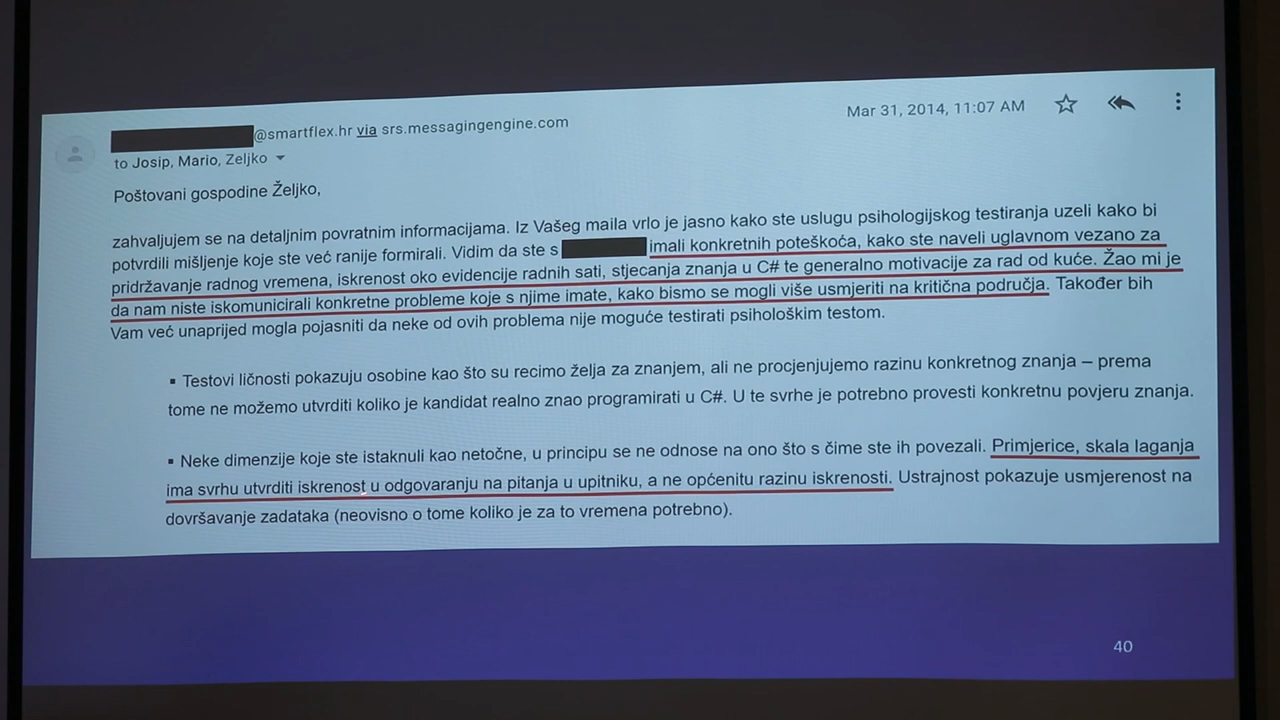 @smartflex.hr via srs.messagingengine.com
Mar 31, 2014, 11:07 AM
to Josip, Mario, Zeljko
Poštovani gospodine Željko,
zahvaljujem se na detaljnim povratnim informacijama. Iz Vašeg maila vrlo je jasno kako ste uslugu psihologijskog testiranja uzeli kako bi
potvrdili mišljenje koje ste već ranije formirali. Vidim da ste s imali konkretnih poteškoća, kako ste naveli uglavnom vezano za
pridržavanje radnog vremena, iskrenost oko evidencije radnih sati, stjecanja znanja u C# te generalno motivacije za rad od kuće. Žao mi je
da nam niste iskomunicirali konkretne probleme koje s njime imate, kako bismo se mogli više usmjeriti na kritična područja. Također bih
Vam već unaprijed mogla pojasniti da neke od ovih problema nije moguće testirati psihološkim testom.
▪ Testovi ličnosti pokazuju osobine kao što su recimo želja za znanjem, ali ne procjenjujemo razinu konkretnog znanja – prema
tome ne možemo utvrditi koliko je kandidat realno znao programirati u C#. U te svrhe je potrebno provesti konkretnu povjeru znanja.
▪ Neke dimenzije koje ste istaknuli kao netočne, u principu se ne odnose na ono što s čime ste ih povezali. Primjerice, skala laganja
ima svrhu utvrditi iskrenost u odgovaranju na pitanja u upitniku, a ne općenitu razinu iskrenosti. Ustrajnost pokazuje usmjerenost na
dovršavanje zadataka (neovisno o tome koliko je za to vremena potrebno).
40